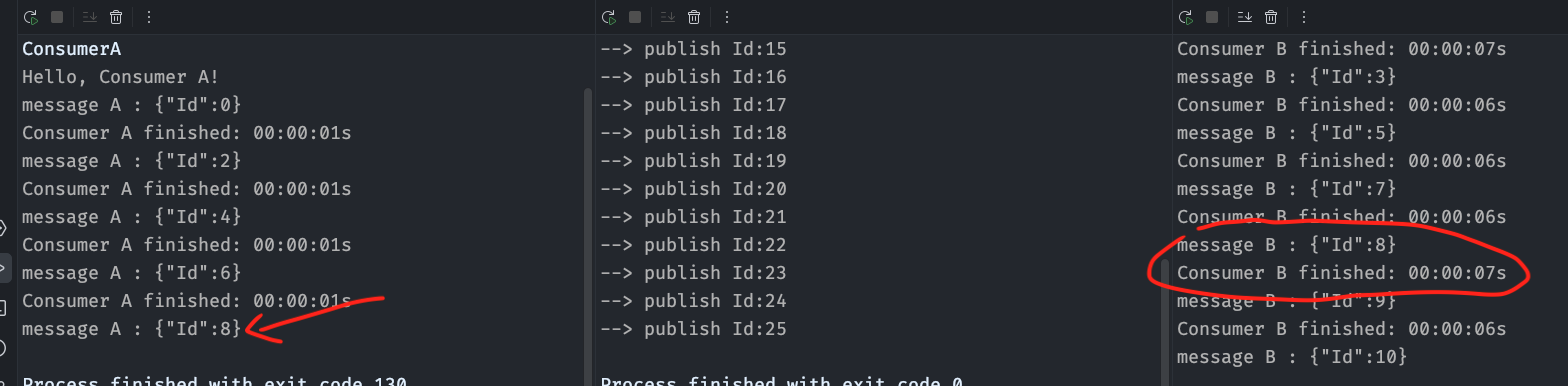 ConsumerA
Hello, Consumer A!
message A : {"Id":0}
Consumer A finished: 00:00:01s
message A : {"Id":2}
Consumer A finished: 00:00:01s
message A : {"Id":4}
Consumer A finished: 00:00:01s
message A : {"Id":6}
Consumer A finished: 00:00:01s
message A : {"Id":8}
Process finished with exit code 130
--> publish Id:15
--> publish Id:16
--> publish Id:17
--> publish Id:18
--> publish Id:19
--> publish Id:20
--> publish Id:21
--> publish Id:22
--> publish Id:23
--> publish Id:24
--> publish Id:25
Process finished with exit code 0
Consumer B finished: 00:00:07s
message B : {"Id":3}
Consumer B finished: 00:00:06s
message B : {"Id":5}
Consumer B finished: 00:00:06s
message B : {"Id":7}
Consumer B finished: 00:00:06s
message B : {"Id":8}
Consumer B finished: 00:00:07s
message B : {"Id":9}
Consumer B finished: 00:00:06s
message B : {"Id":10}